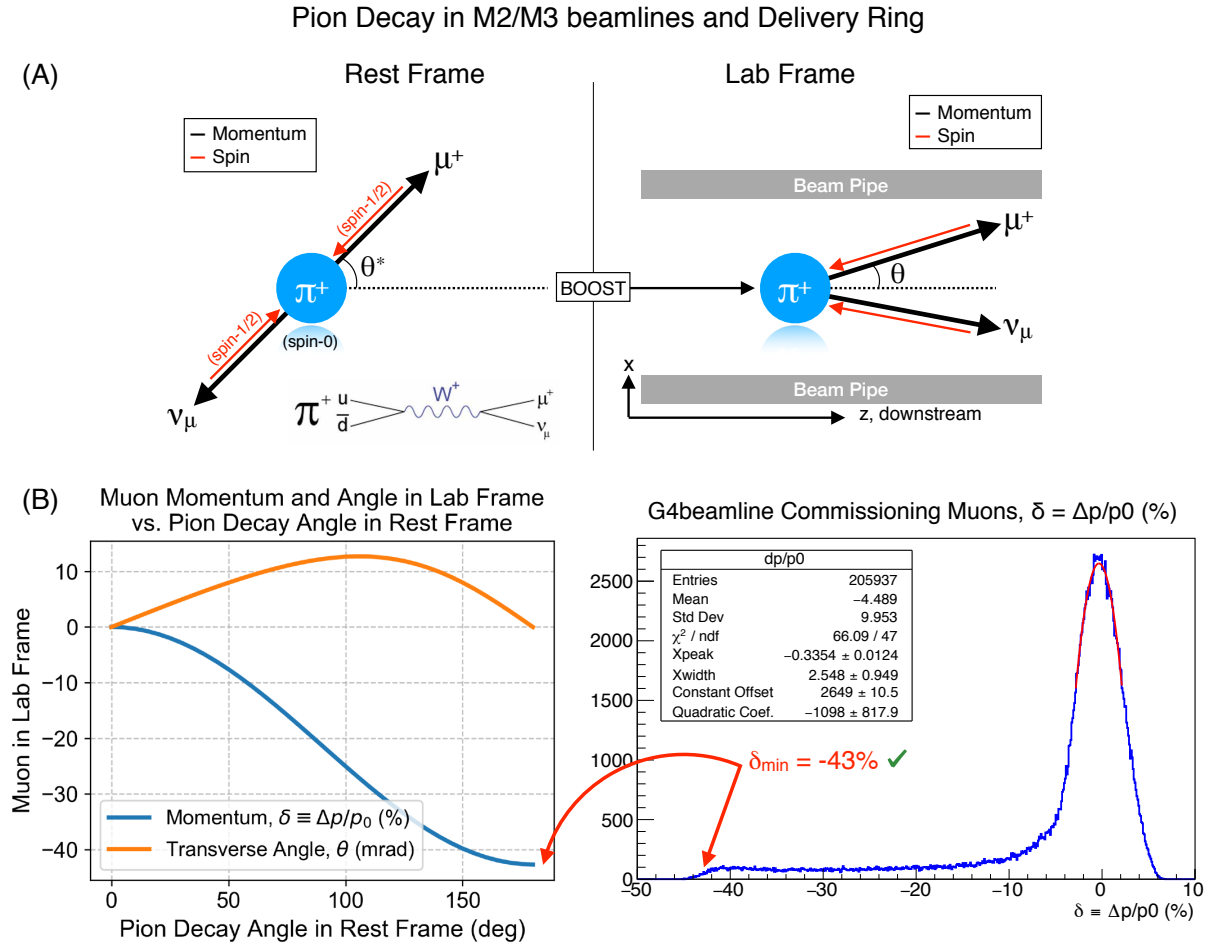 Pion Decay in M2/M3 beamlines and Delivery Ring
(A)
Rest Frame
Lab Frame
Momentum
Spin
μ+
(spin-1/2)
θ*
π+
(spin-0)
(spin-1/2)
νμ
π+ u
d̅
W+
μ+
νμ
BOOST
Momentum
Spin
Beam Pipe
μ+
θ
π+
νμ
x
Beam Pipe
z, downstream
(B)
Muon Momentum and Angle in Lab Frame
vs. Pion Decay Angle in Rest Frame
Muon in Lab Frame
10
0
−10
−20
−30
−40
Momentum, δ ≡ Δp/p0 (%)
Transverse Angle, θ (mrad)
0
50
100
150
Pion Decay Angle in Rest Frame (deg)
G4beamline Commissioning Muons, δ = Δp/p0 (%)
dp/p0
Entries 205937
Mean −4.489
Std Dev 9.953
χ2 / ndf 66.09 / 47
Xpeak −0.3354 ± 0.0124
Xwidth 2.548 ± 0.949
Constant Offset 2649 ± 10.5
Quadratic Coef. −1098 ± 817.9
δmin = -43% ✓
2500
2000
1500
1000
500
0
−50
−40
−30
−20
−10
0
10
δ ≡ Δp/p0 (%)